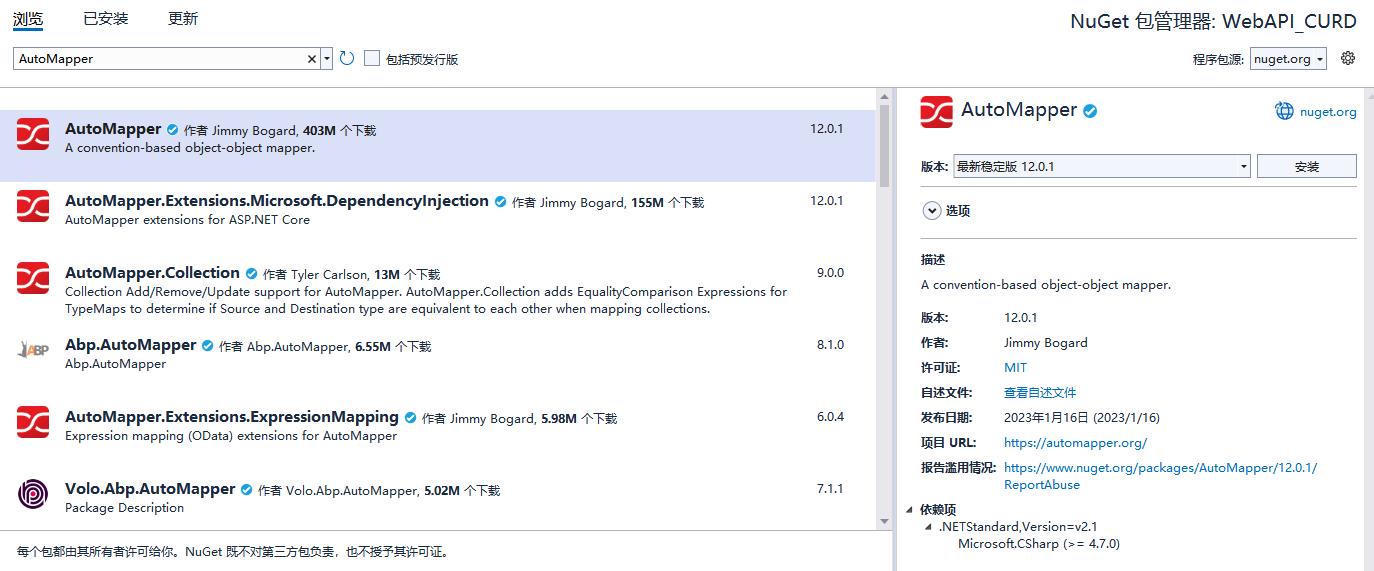 浏览 已安装 更新
NuGet 包管理器: WebAPI_CURD
AutoMapper
包括预发行版
程序包源: nuget.org
AutoMapper 作者 Jimmy Bogard, 403M 个下载 12.0.1
A convention-based object-object mapper.
AutoMapper.Extensions.Microsoft.DependencyInjection 作者 Jimmy Bogard, 155M 个下载 12.0.1
AutoMapper extensions for ASP.NET Core
AutoMapper.Collection 作者 Tyler Carlson, 13M 个下载 9.0.0
Collection Add/Remove/Update support for AutoMapper. AutoMapper.Collection adds EqualityComparison Expressions for
TypeMaps to determine if Source and Destination type are equivalent to each other when mapping collections.
ABP
Abp.AutoMapper 作者 Abp.AutoMapper, 6.55M 个下载 8.1.0
Abp.AutoMapper
AutoMapper.Extensions.ExpressionMapping 作者 Jimmy Bogard, 5.98M 个下载 6.0.4
Expression mapping (OData) extensions for AutoMapper
Volo.Abp.AutoMapper 作者 Volo.Abp.AutoMapper, 5.02M 个下载 7.1.1
Package Description
每个包都由其所有者许可给你。NuGet 既不对第三方包负责，也不授予其许可证。
AutoMapper
nuget.org
版本: 最新稳定版 12.0.1 安装
选项
描述
A convention-based object-object mapper.
版本: 12.0.1
作者: Jimmy Bogard
许可证: MIT
自述文件: 查看自述文件
发布日期: 2023年1月16日 (2023/1/16)
项目 URL: https://automapper.org/
报告滥用情况: https://www.nuget.org/packages/AutoMapper/12.0.1/
ReportAbuse
依赖项
.NETStandard,Version=v2.1
Microsoft.CSharp (>= 4.7.0)